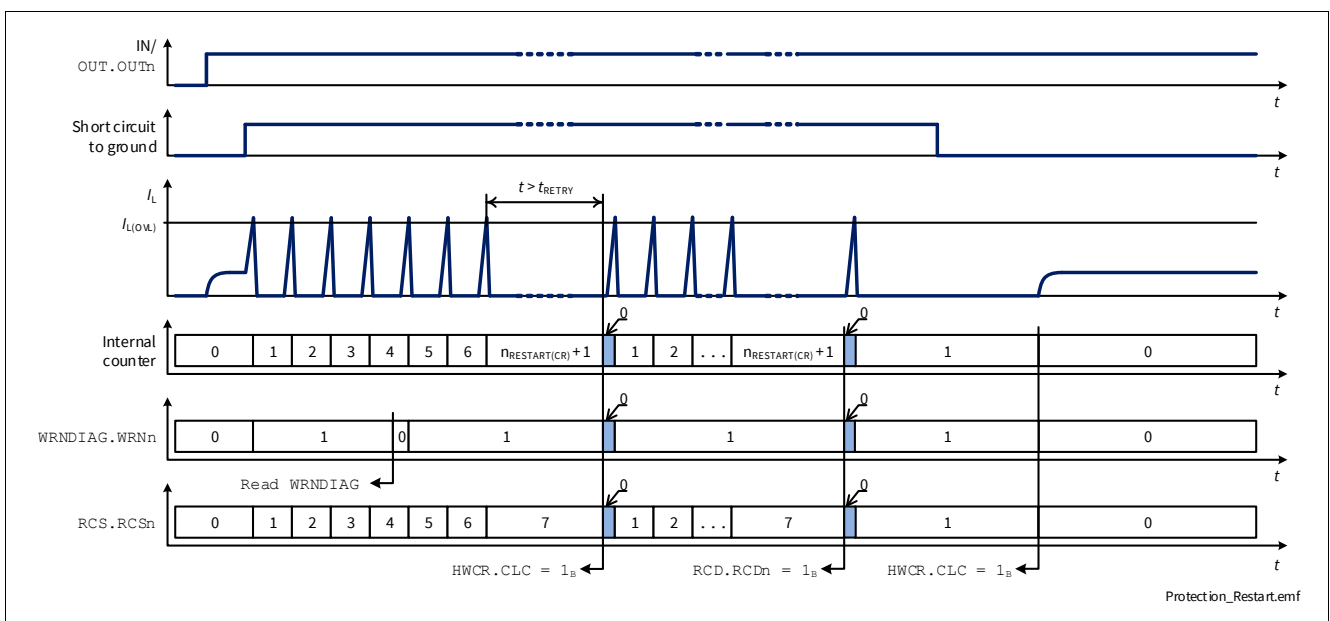 IN/
OUT.OUTn
t
Short circuit
to ground
t
t > tRETRY
IL
IL(OVL)
t
0 0
Internal
counter
0 1 2 3 4 5 6 nRESTART(CR)+1 1 2 ... nRESTART(CR)+1 1 0
t
0 0
WRNDIAG.WRNn 0 1 0 1 1 1 0
t
Read WRNDIAG
0 0
RCS.RCSn 0 1 2 3 4 5 6 7 1 2 ... 7 1 0
t
HWCR.CLC = 1B RCD.RCDn = 1B HWCR.CLC = 1B
Protection_Restart.emf